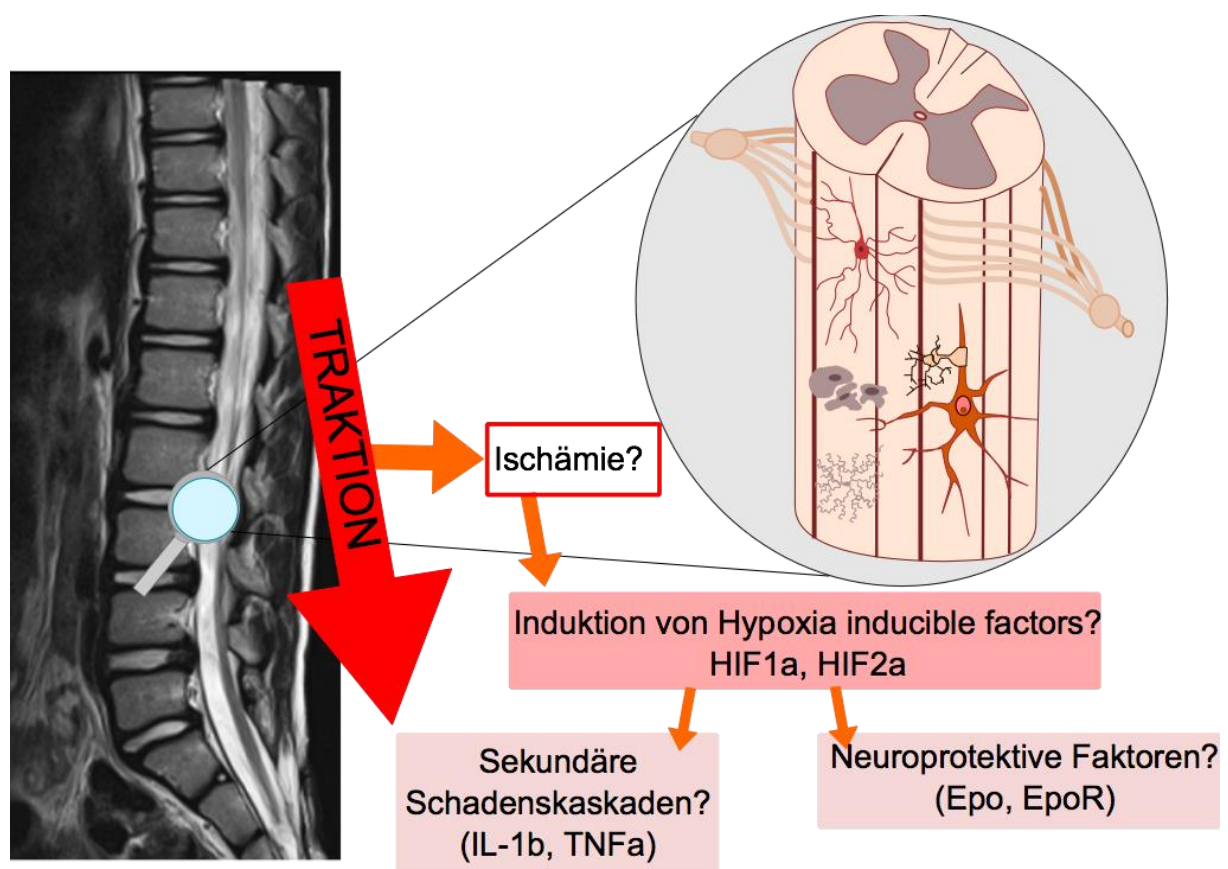 TRAKTION
Ischämie?
Induktion von Hypoxia inducible factors?
HIF1a, HIF2a
Sekundäre
Schadenskaskaden?
(IL-1b, TNFa)
Neuroprotektive Faktoren?
(Epo, EpoR)